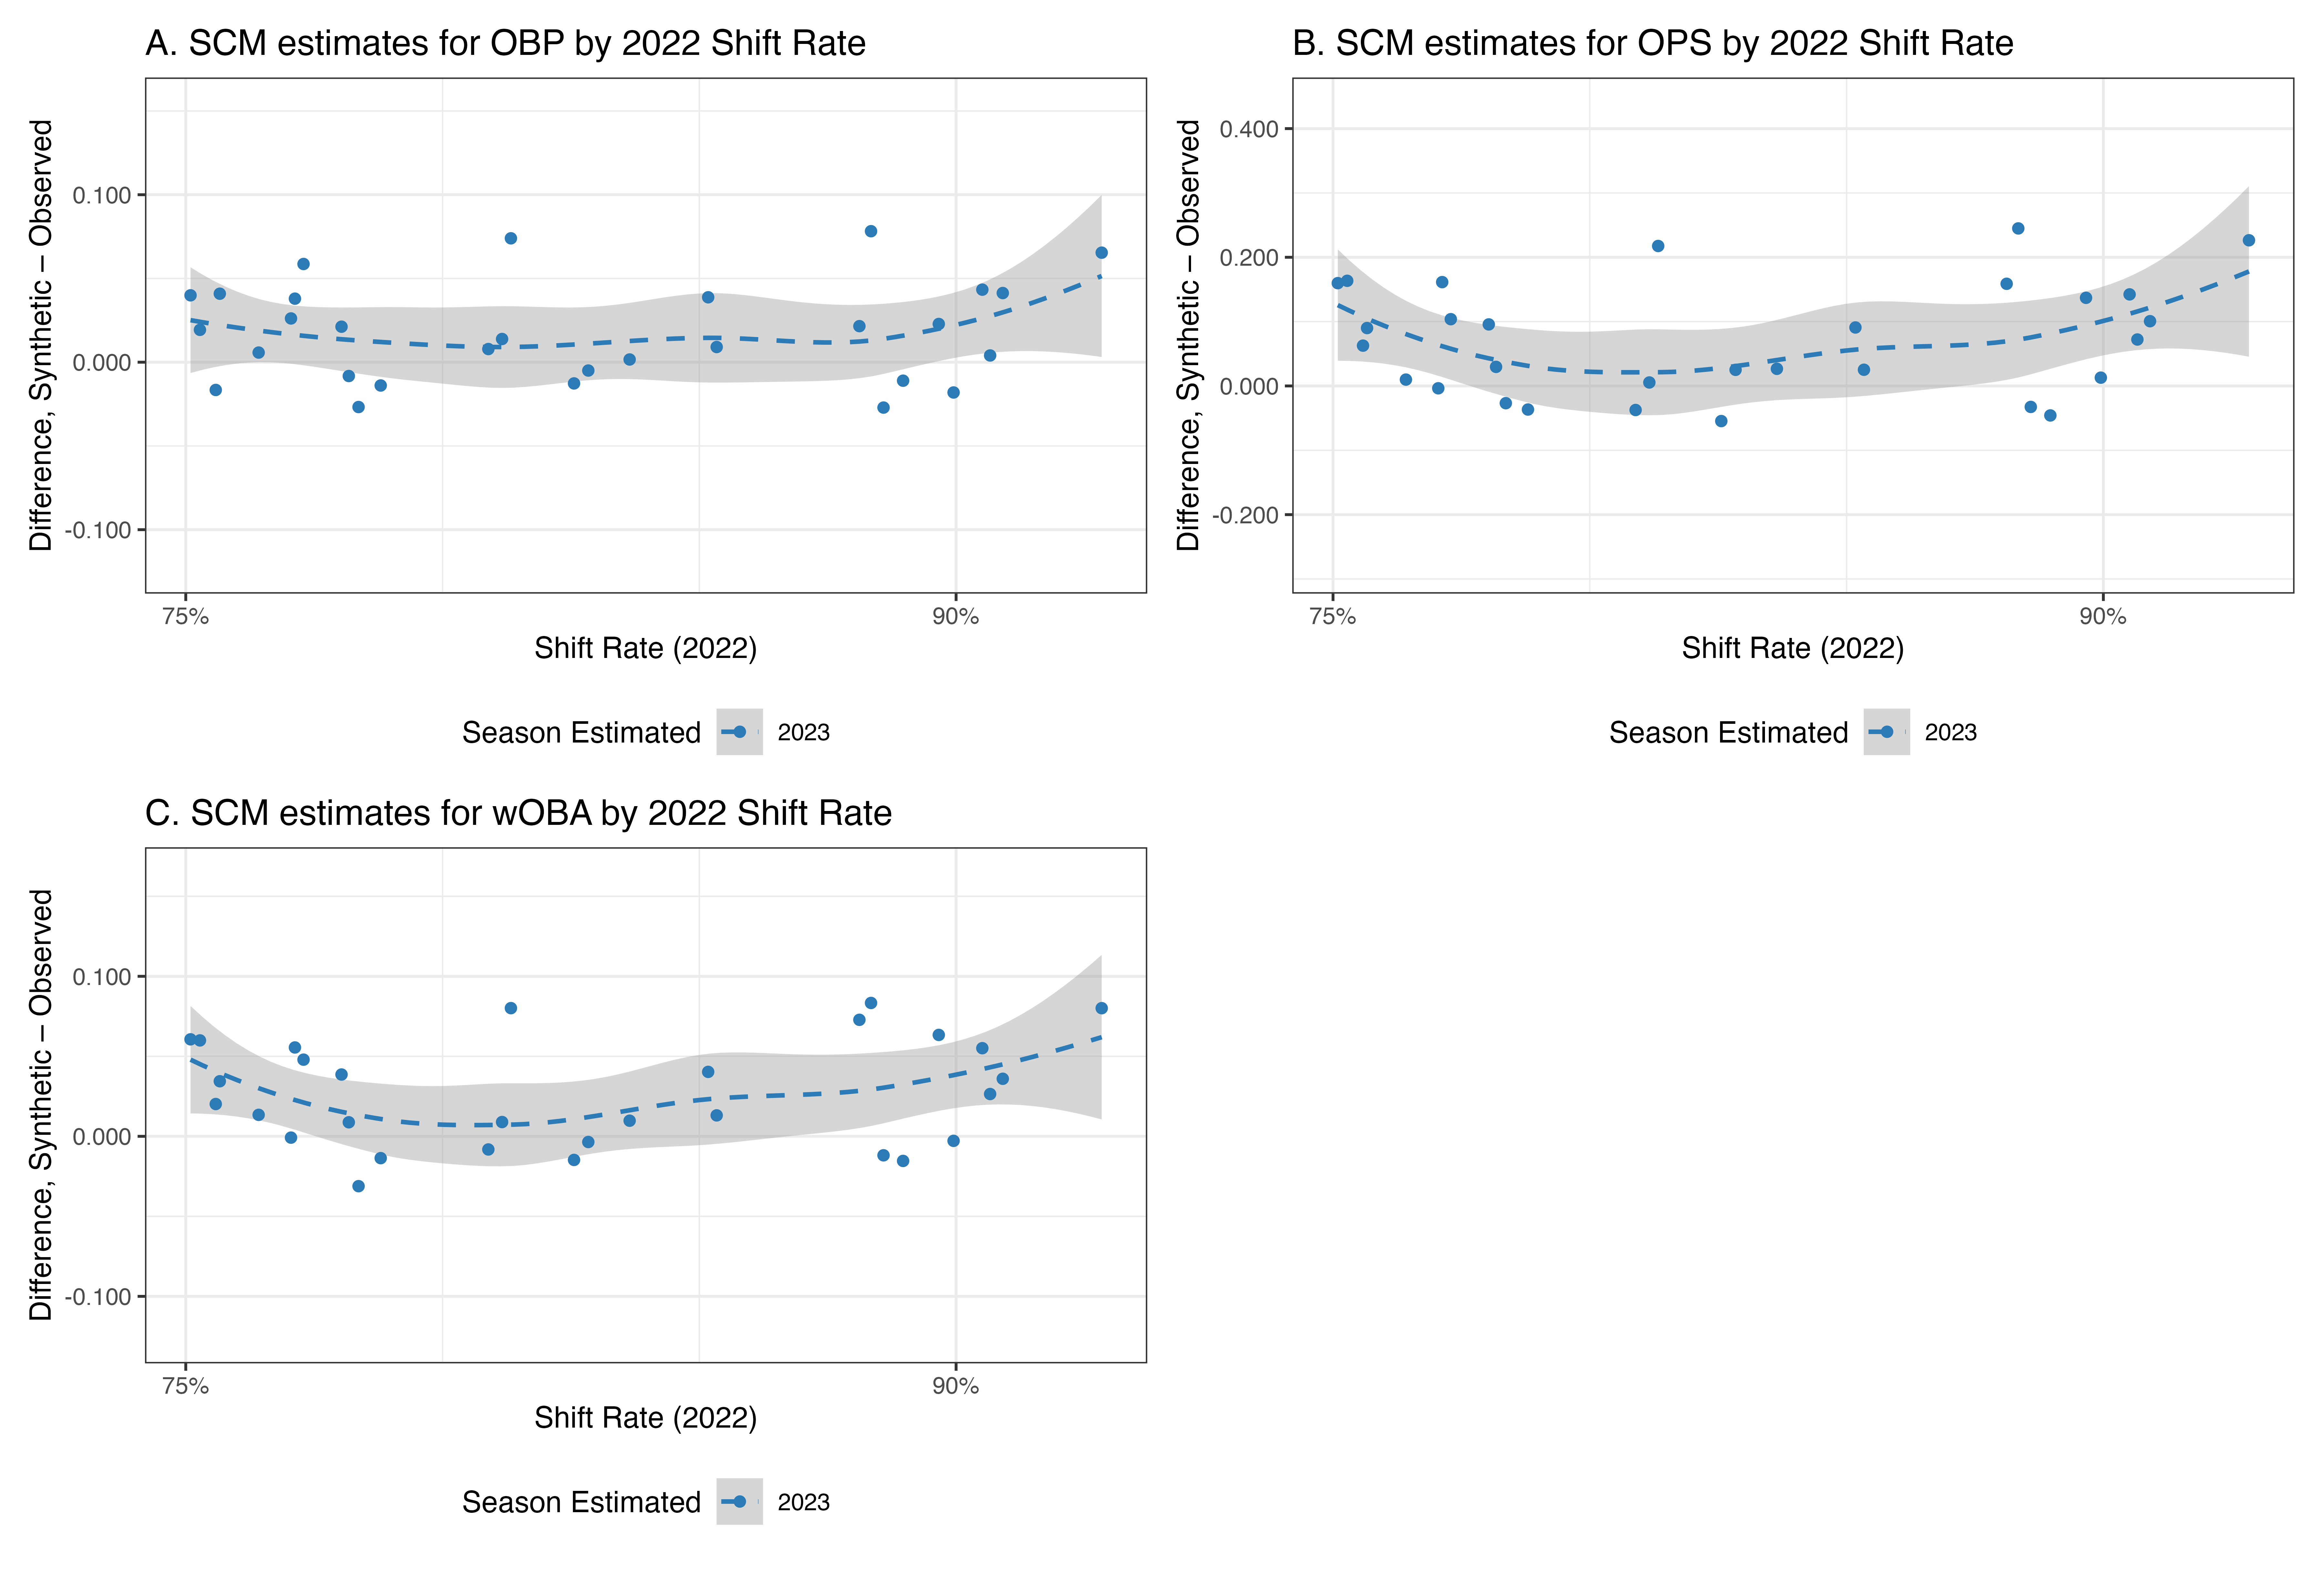 A. SCM estimates for OBP by 2022 Shift Rate
Difference, Synthetic – Observed
0.100
0.000
-0.100
75%
90%
Shift Rate (2022)
Season Estimated
2023
B. SCM estimates for OPS by 2022 Shift Rate
Difference, Synthetic – Observed
0.400
0.200
0.000
-0.200
75%
90%
Shift Rate (2022)
Season Estimated
2023
C. SCM estimates for wOBA by 2022 Shift Rate
Difference, Synthetic – Observed
0.100
0.000
-0.100
75%
90%
Shift Rate (2022)
Season Estimated
2023